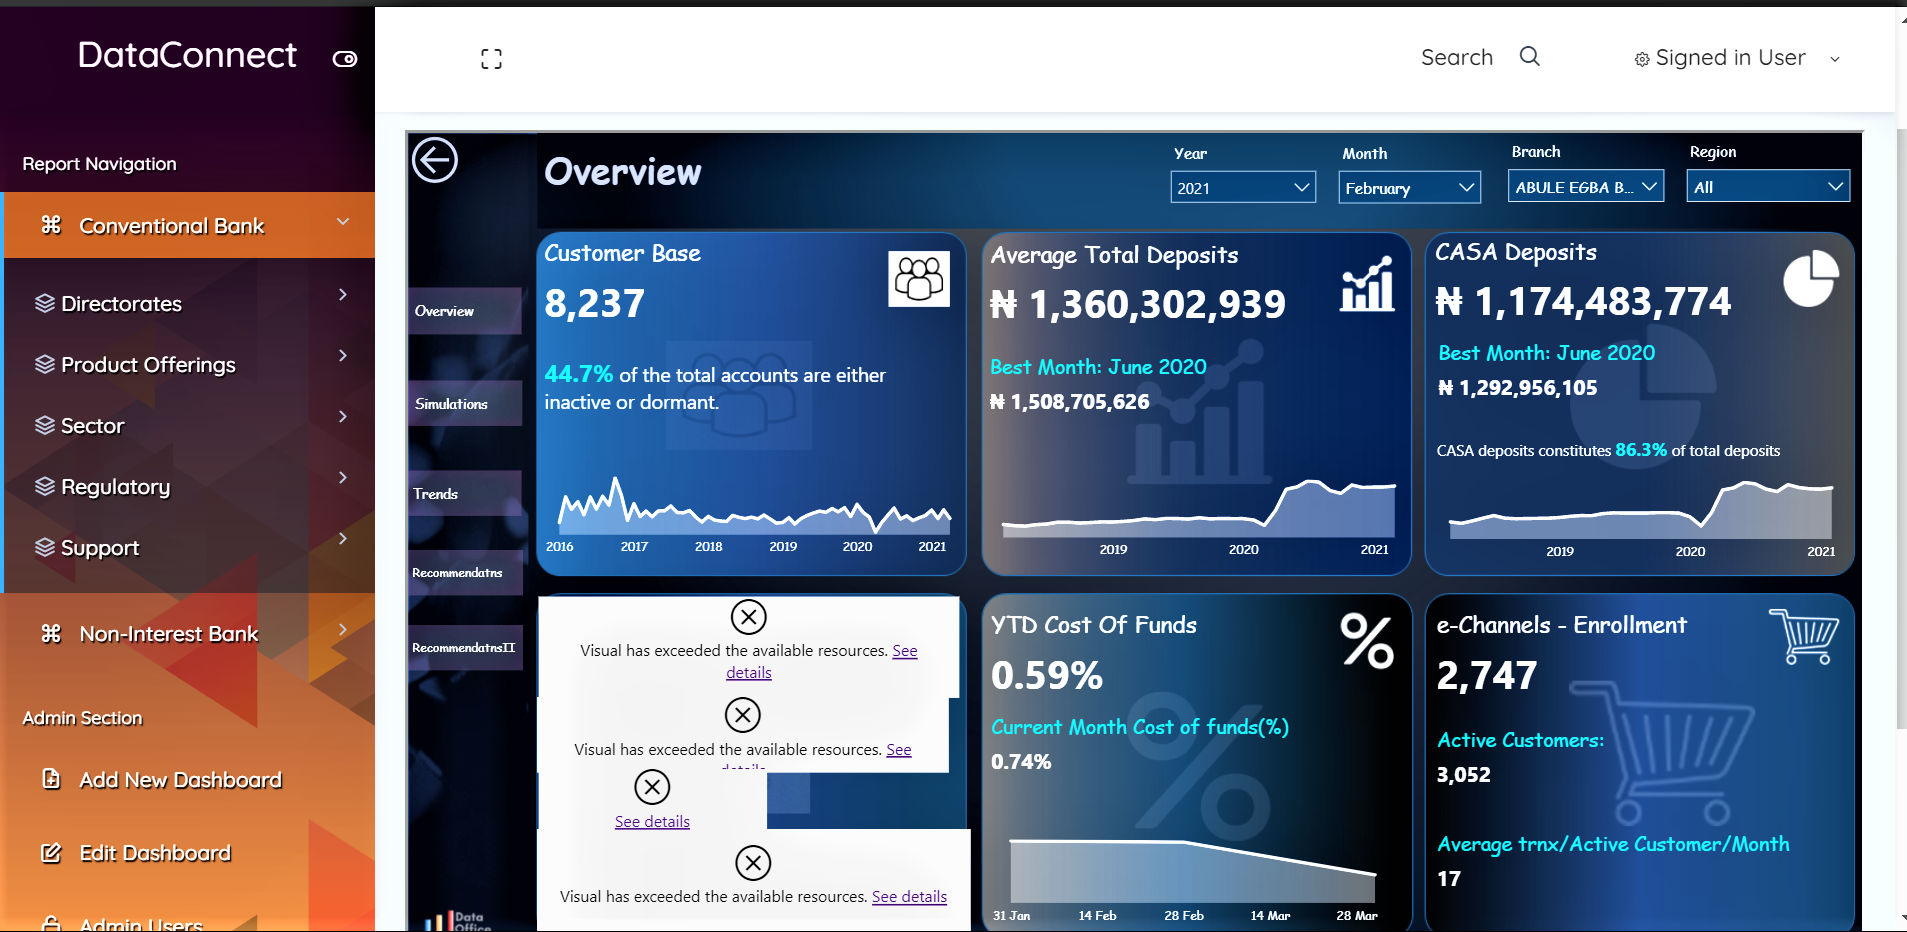 DataConnect
Search
Signed in User
Report Navigation
Conventional Bank
Directorates
Product Offerings
Sector
Regulatory
Support
Non-Interest Bank
Admin Section
Add New Dashboard
Edit Dashboard
Admin Users
Overview
Year
2021
Month
February
Branch
ABULE EGBA B...
Region
All
Overview
Simulations
Trends
Recommendatns
RecommendatnsII
Data
Office
Customer Base
8,237
44.7% of the total accounts are either
inactive or dormant.
2016 2017 2018 2019 2020 2021
Average Total Deposits
₦ 1,360,302,939
Best Month: June 2020
₦ 1,508,705,626
2019 2020 2021
CASA Deposits
₦ 1,174,483,774
Best Month: June 2020
₦ 1,292,956,105
CASA deposits constitutes 86.3% of total deposits
2019 2020 2021
Visual has exceeded the available resources. See
details
Visual has exceeded the available resources. See
details
See details
Visual has exceeded the available resources. See details
YTD Cost Of Funds
0.59%
Current Month Cost of funds(%)
0.74%
31 Jan 14 Feb 28 Feb 14 Mar 28 Mar
e-Channels - Enrollment
2,747
Active Customers:
3,052
Average trnx/Active Customer/Month
17